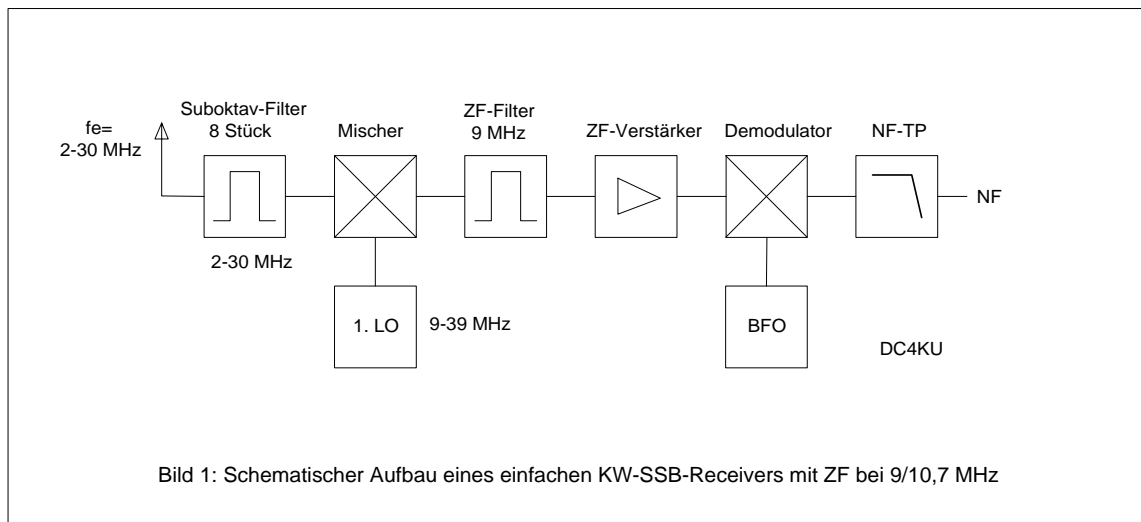 Suboktav-Filter
8 Stück
fe=
2-30 MHz
Mischer
ZF-Filter
9 MHz
ZF-Verstärker
Demodulator
NF-TP
NF
2-30 MHz
1. LO
9-39 MHz
BFO
DC4KU
Bild 1: Schematischer Aufbau eines einfachen KW-SSB-Receivers mit ZF bei 9/10,7 MHz